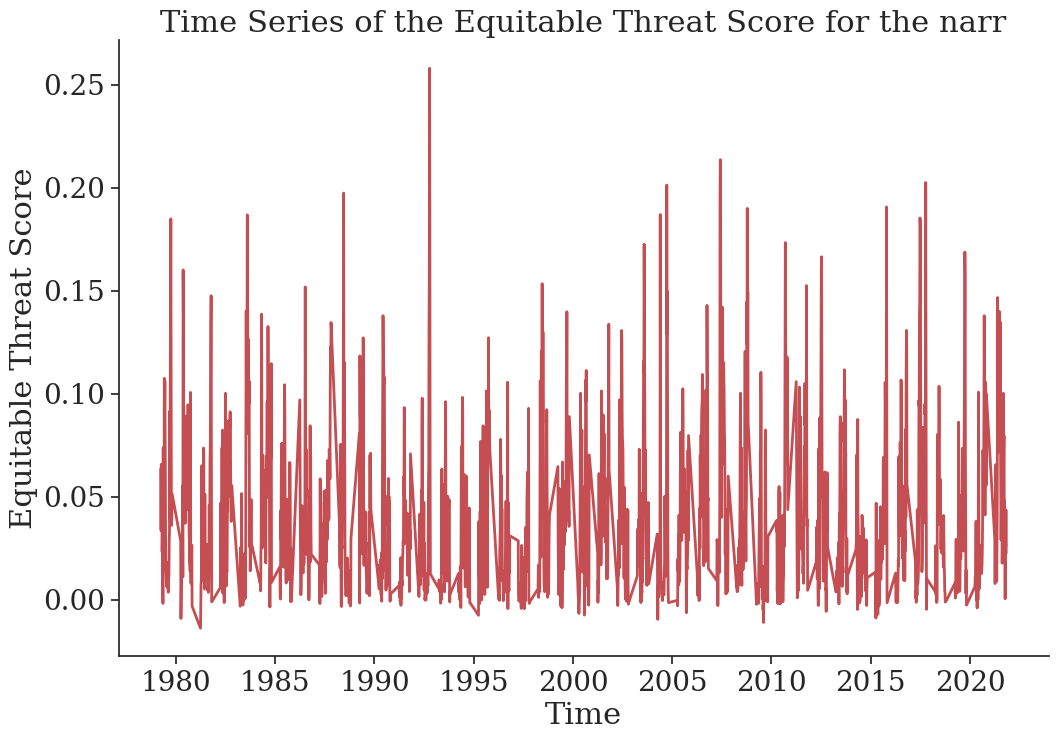 Time Series of the Equitable Threat Score for the narr
Equitable Threat Score
0.25
0.20
0.15
0.10
0.05
0.00
1980 1985 1990 1995 2000 2005 2010 2015 2020
Time